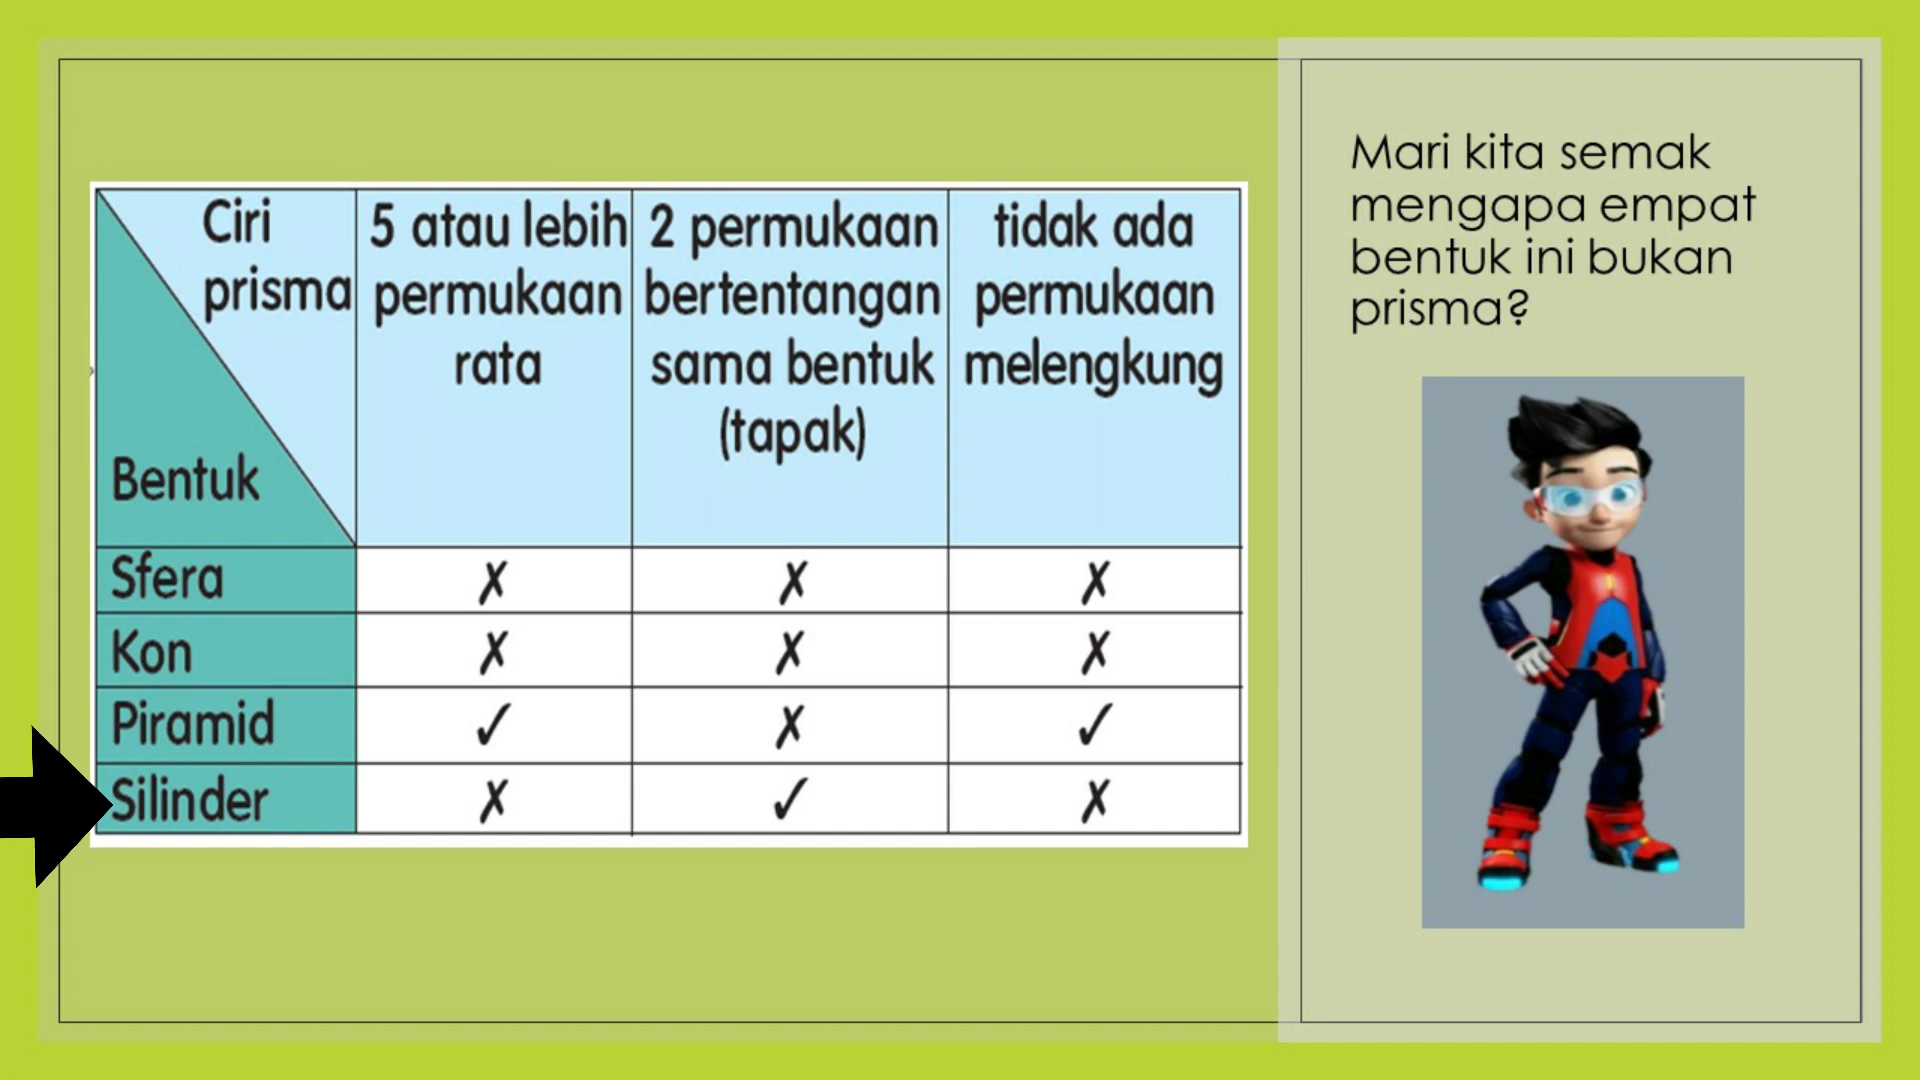 Ciri
prisma
Bentuk
5 atau lebih
permukaan
rata
2 permukaan
bertentangan
sama bentuk
(tapak)
tidak ada
permukaan
melengkung
Sfera ✗ ✗ ✗
Kon ✗ ✗ ✗
Piramid ✓ ✗ ✓
Silinder ✗ ✓ ✗
Mari kita semak
mengapa empat
bentuk ini bukan
prisma?